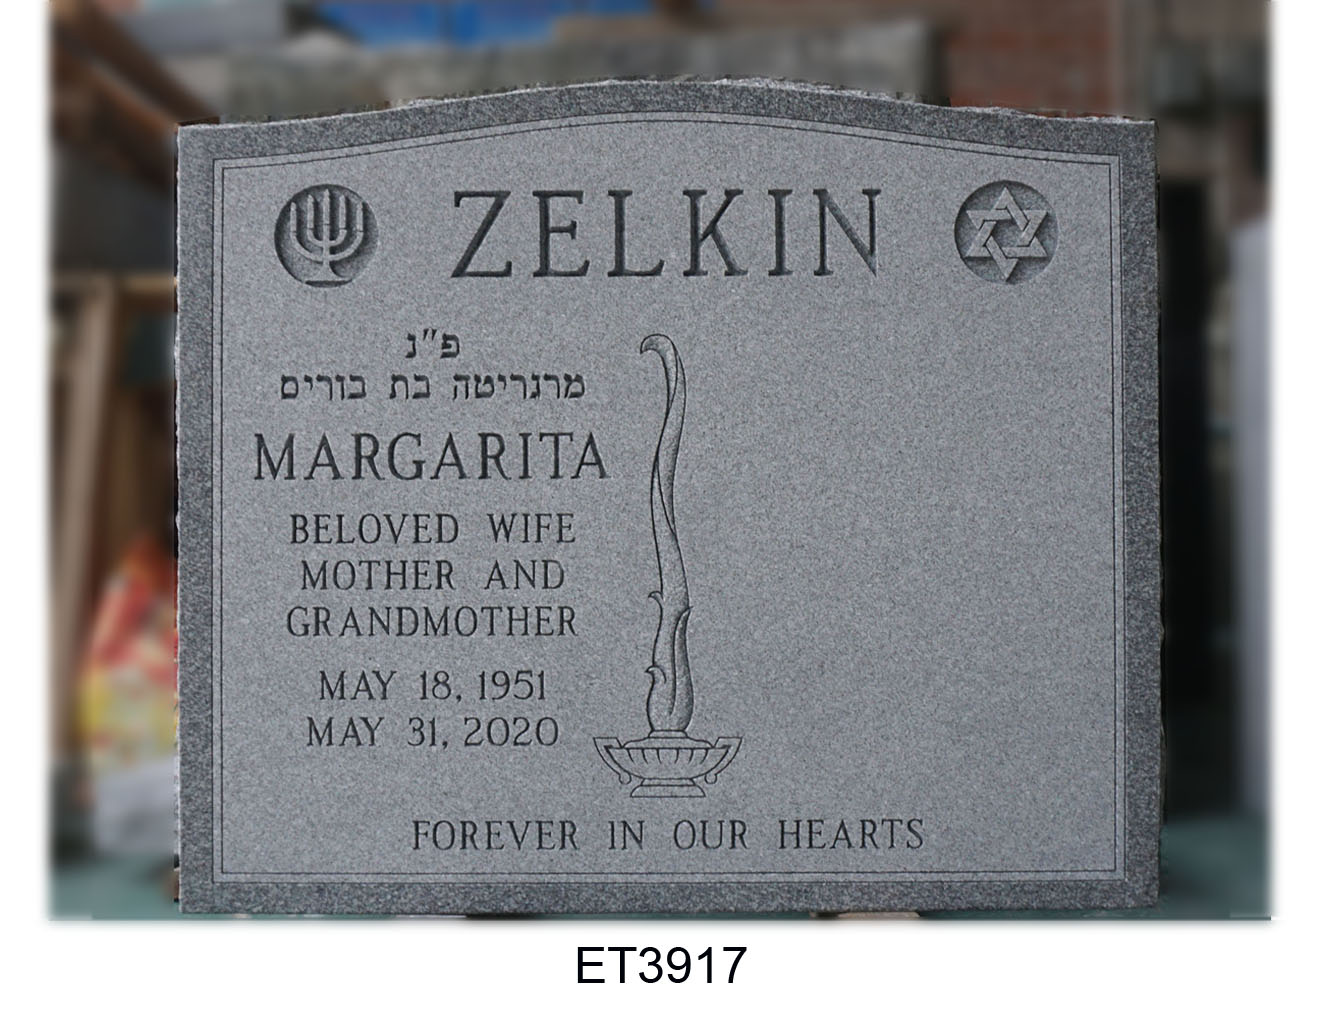 ZELKIN
פ"נ
מרגריטה בת בוריס
MARGARITA
BELOVED WIFE
MOTHER AND
GRANDMOTHER
MAY 18, 1951
MAY 31, 2020
FOREVER IN OUR HEARTS
ET3917